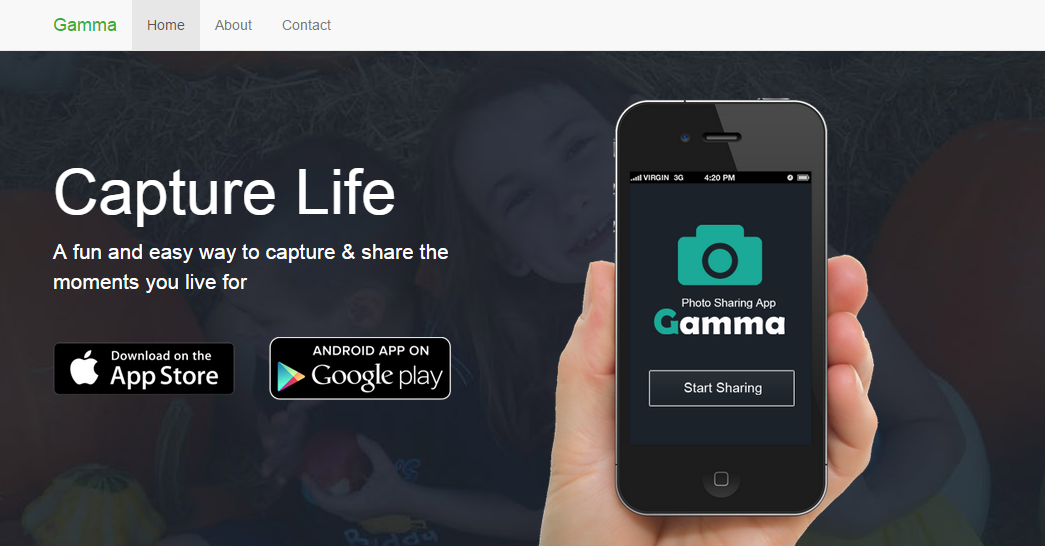 Gamma Home About Contact
Capture Life
A fun and easy way to capture & share the
moments you live for
Download on the
App Store
ANDROID APP ON
Google play
VIRGIN 3G 4:20 PM
Photo Sharing App
Gamma
Start Sharing
Buddy